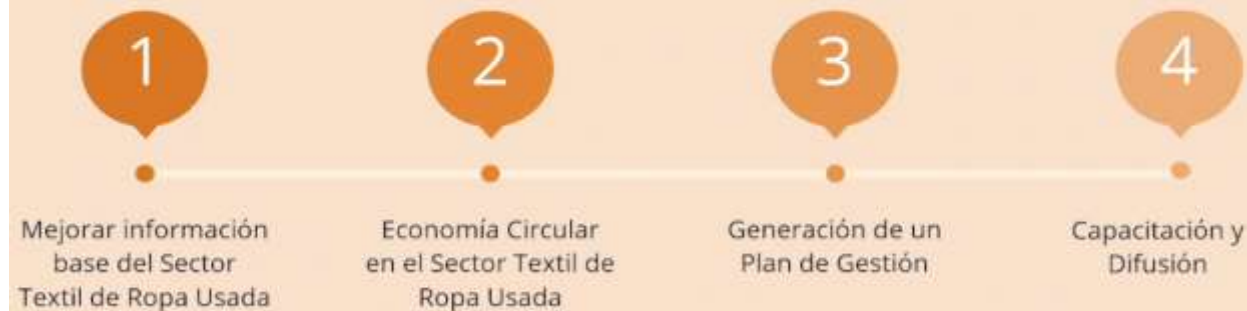 1
Mejorar información
base del Sector
Textil de Ropa Usada
2
Economía Circular
en el Sector Textil de
Ropa Usada
3
Generación de un
Plan de Gestión
4
Capacitación y
Difusión